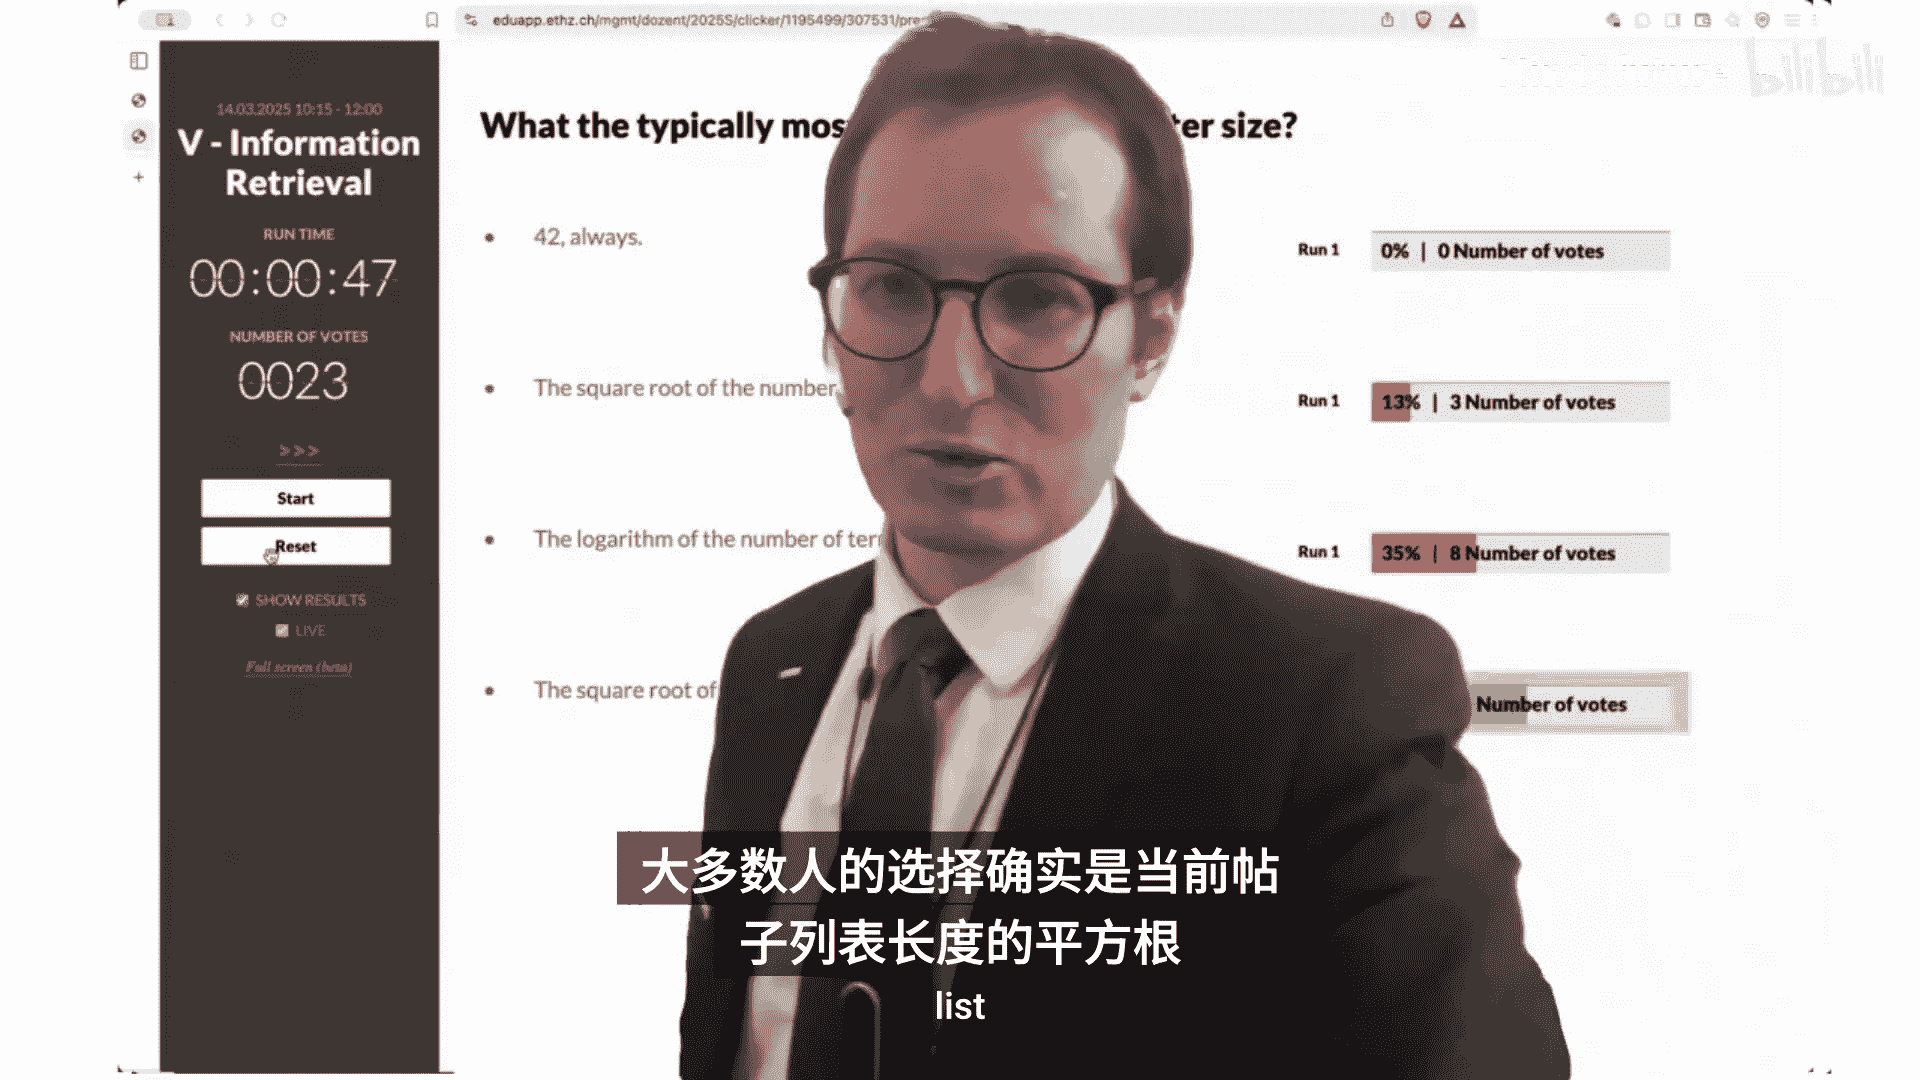 eduapp.ethz.ch/mgmt/dozent/2025S/clicker/1195499/307531/pre
bilibili
14.03.2025 10:15 - 12:00
V - Information
Retrieval
RUN TIME
00:00:47
NUMBER OF VOTES
0023
>>>
Start
Reset
SHOW RESULTS
LIVE
Full screen (beta)
What the typically mos ter size?
42, always.
Run 1 0% | 0 Number of votes
The square root of the number
Run 1 13% | 3 Number of votes
The logarithm of the number of
Run 1 35% | 8 Number of votes
The square root of
Number of votes
大多数人的选择确实是当前帖
子列表长度的平方根
list